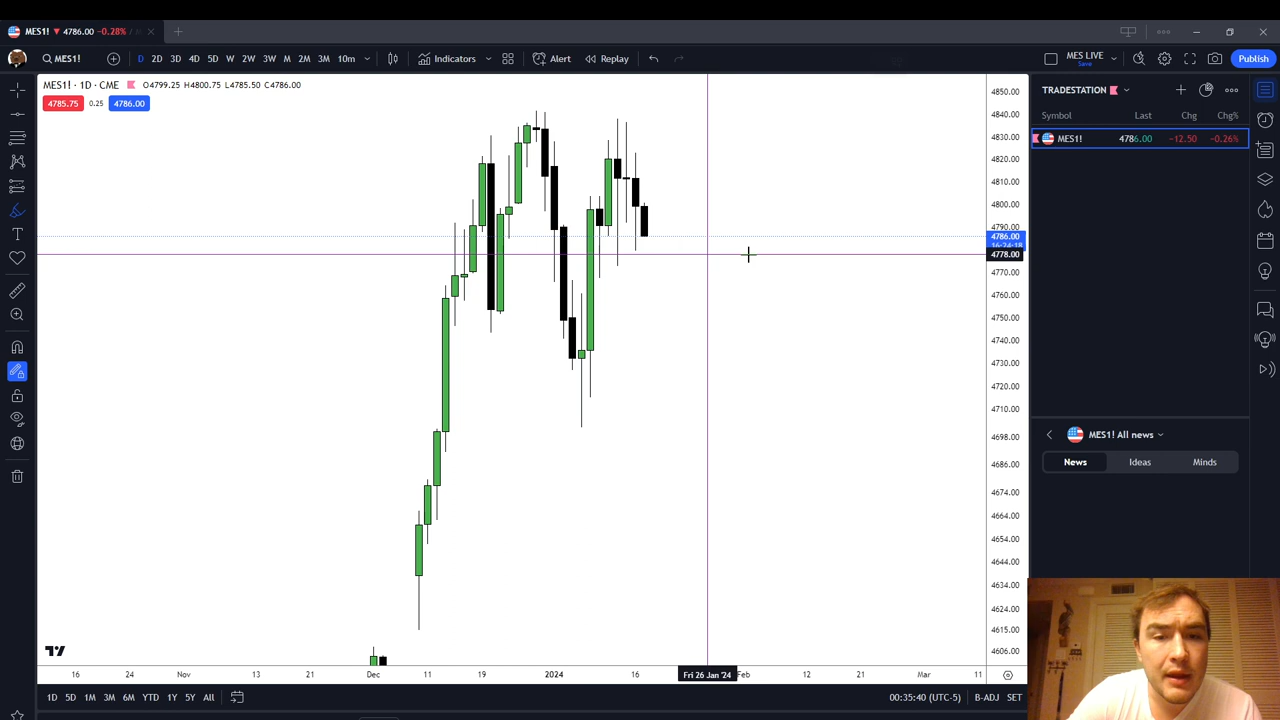 MES1! ▼ 4786.00 -0.28% /
MES1! D 2D 3D 4D 5D W 2W 3W M 2M 3M 10m Indicators Alert Replay MES LIVE Save Publish
MES1! · 1D · CME O4799.25 H4800.75 L4785.50 C4786.00
4785.75 0.25 4786.00
4850.00
4840.00
4830.00
4820.00
4810.00
4800.00
4790.00
4786.00
16:24:18
4778.00
4770.00
4760.00
4750.00
4740.00
4730.00
4720.00
4710.00
4698.00
4686.00
4674.00
4664.00
4654.00
4644.00
4634.00
4624.00
4615.00
4606.00
16 Nov 13 21 Dec 11 19 2024 16 Fri 26 Jan '24 Feb 12 21 Mar 11
1D 5D 1M 3M 6M YTD 1Y 5Y All 00:35:40 (UTC-5) B-ADJ SET
TRADESTATION
Symbol Last Chg Chg%
MES1! 4786.00 −12.50 −0.26%
MES1! All news
News Ideas Minds